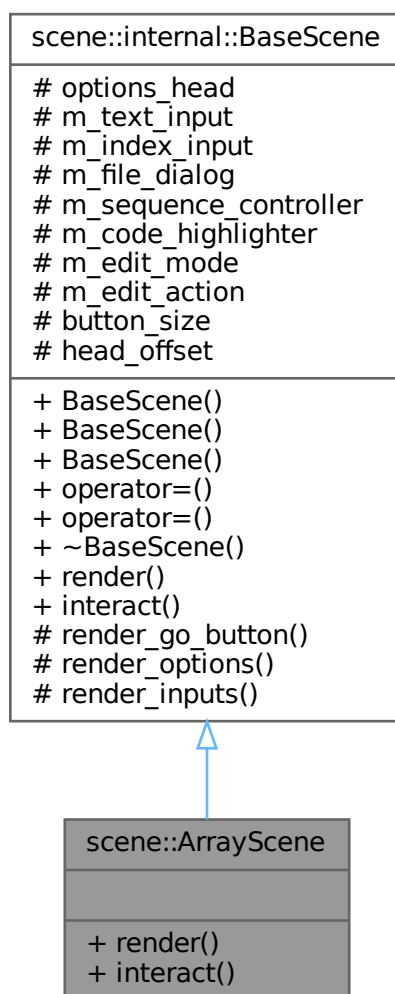 scene::internal::BaseScene
# options_head
# m_text_input
# m_index_input
# m_file_dialog
# m_sequence_controller
# m_code_highlighter
# m_edit_mode
# m_edit_action
# button_size
# head_offset
+ BaseScene()
+ BaseScene()
+ BaseScene()
+ operator=()
+ operator=()
+ ~BaseScene()
+ render()
+ interact()
# render_go_button()
# render_options()
# render_inputs()
scene::ArrayScene
+ render()
+ interact()